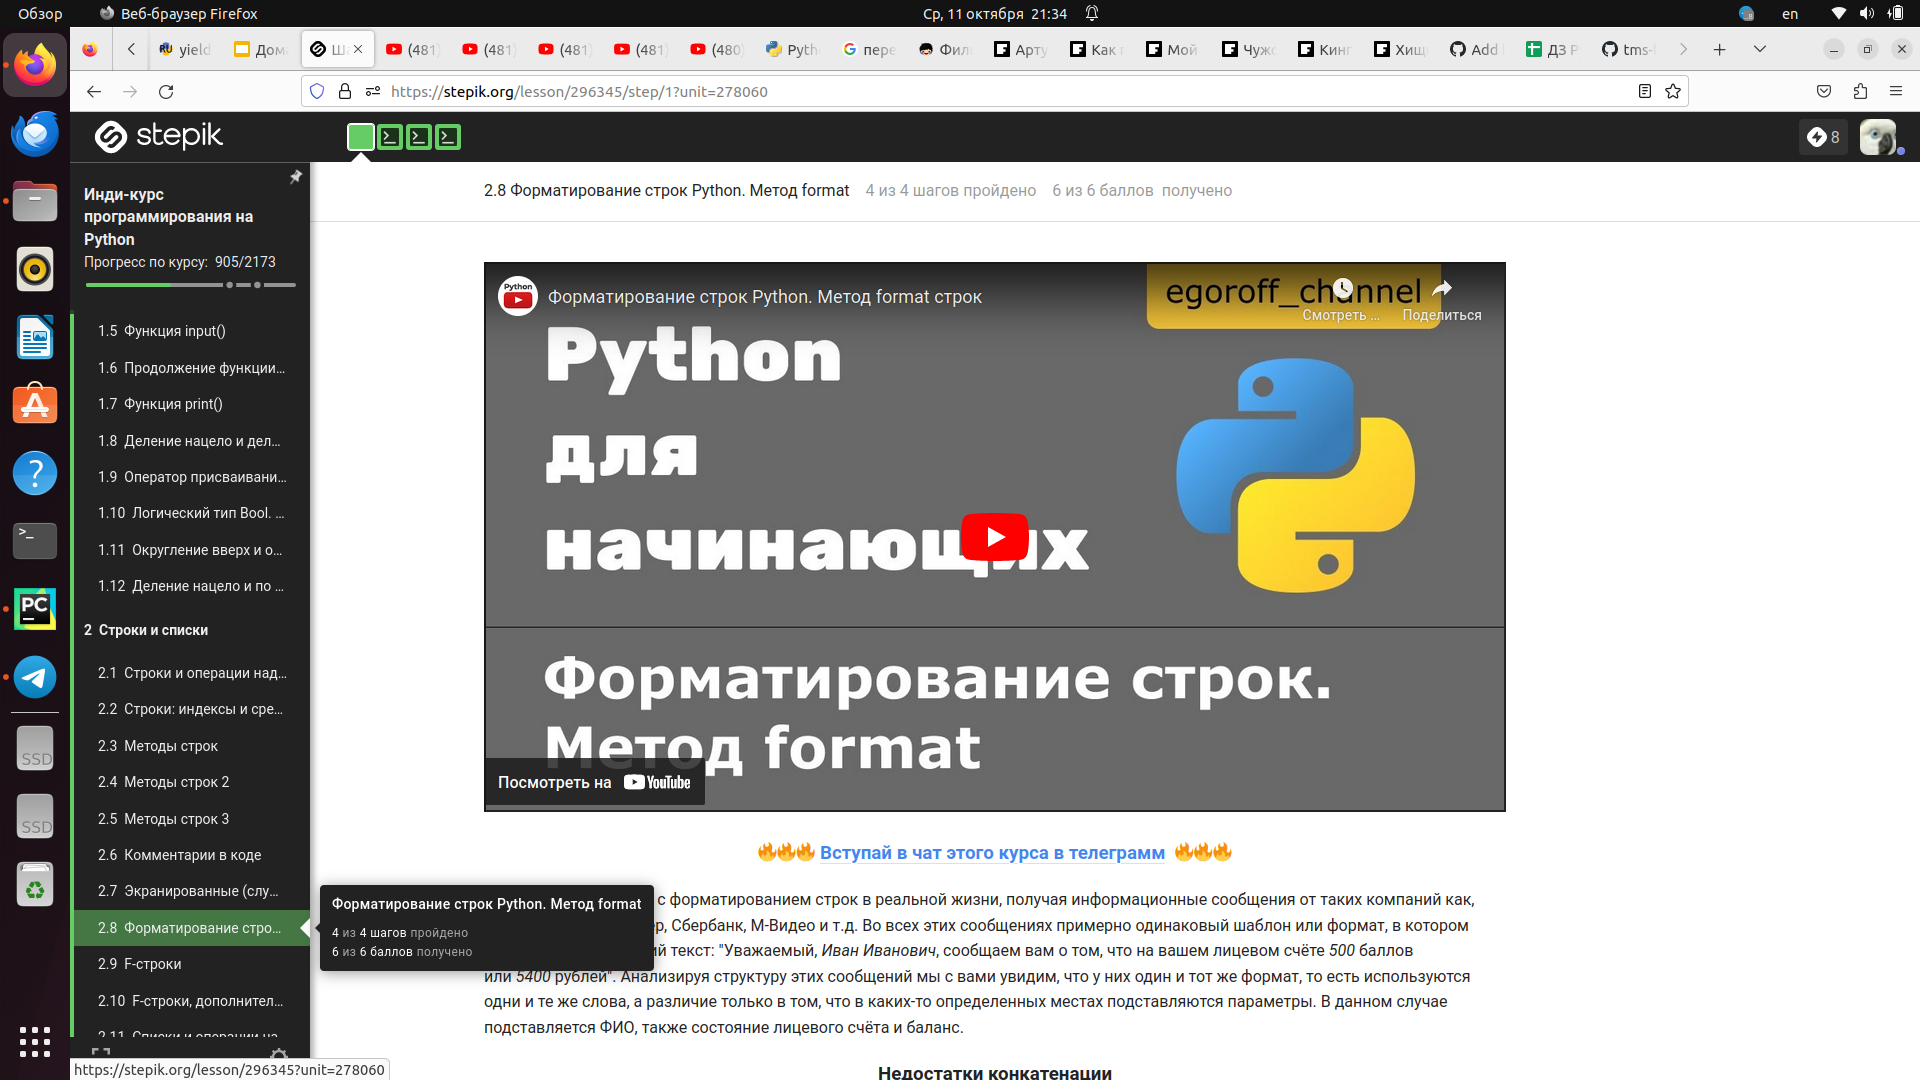 Обзор
Веб-браузер Firefox
Ср, 11 октября 21:34
en
yield
Дома
Ша
(481)
(481)
(481)
(481)
(480)
Pyth
пере
Фил
Арту
Как
Мой
Чужо
Кинг
Хищ
Add
ДЗ Р
tms-
https://stepik.org/lesson/296345/step/1?unit=278060
stepik
8
Инди-курс
программирования на
Python
Прогресс по курсу: 905/2173
1.5 Функция input()
1.6 Продолжение функции...
1.7 Функция print()
1.8 Деление нацело и дел...
1.9 Оператор присваивани...
1.10 Логический тип Bool. ...
1.11 Округление вверх и о...
1.12 Деление нацело и по ...
2 Строки и списки
2.1 Строки и операции над...
2.2 Строки: индексы и сре...
2.3 Методы строк
2.4 Методы строк 2
2.5 Методы строк 3
2.6 Комментарии в коде
2.7 Экранированные (слу...
2.8 Форматирование стро...
2.9 F-строки
2.10 F-строки, дополнител...
2.11 Списки и операции на
Форматирование строк Python. Метод format
4 из 4 шагов пройдено
6 из 6 баллов получено
2.8 Форматирование строк Python. Метод format 4 из 4 шагов пройдено 6 из 6 баллов получено
Python
Форматирование строк Python. Метод format строк
egoroff_channel
Смотреть ...
Поделиться
Python
для
начинающих
Форматирование строк.
Метод format
Посмотреть на YouTube
Вступай в чат этого курса в телеграмм
с форматированием строк в реальной жизни, получая информационные сообщения от таких компаний как,
ер, Сбербанк, М-Видео и т.д. Во всех этих сообщениях примерно одинаковый шаблон или формат, в котором
й текст: "Уважаемый, Иван Иванович, сообщаем вам о том, что на вашем лицевом счёте 500 баллов
или 5400 рублей". Анализируя структуру этих сообщений мы с вами увидим, что у них один и тот же формат, то есть используются
одни и те же слова, а различие только в том, что в каких-то определенных местах подставляются параметры. В данном случае
подставляется ФИО, также состояние лицевого счёта и баланс.
Недостатки конкатенации
PC
SSD
SSD
https://stepik.org/lesson/296345?unit=278060